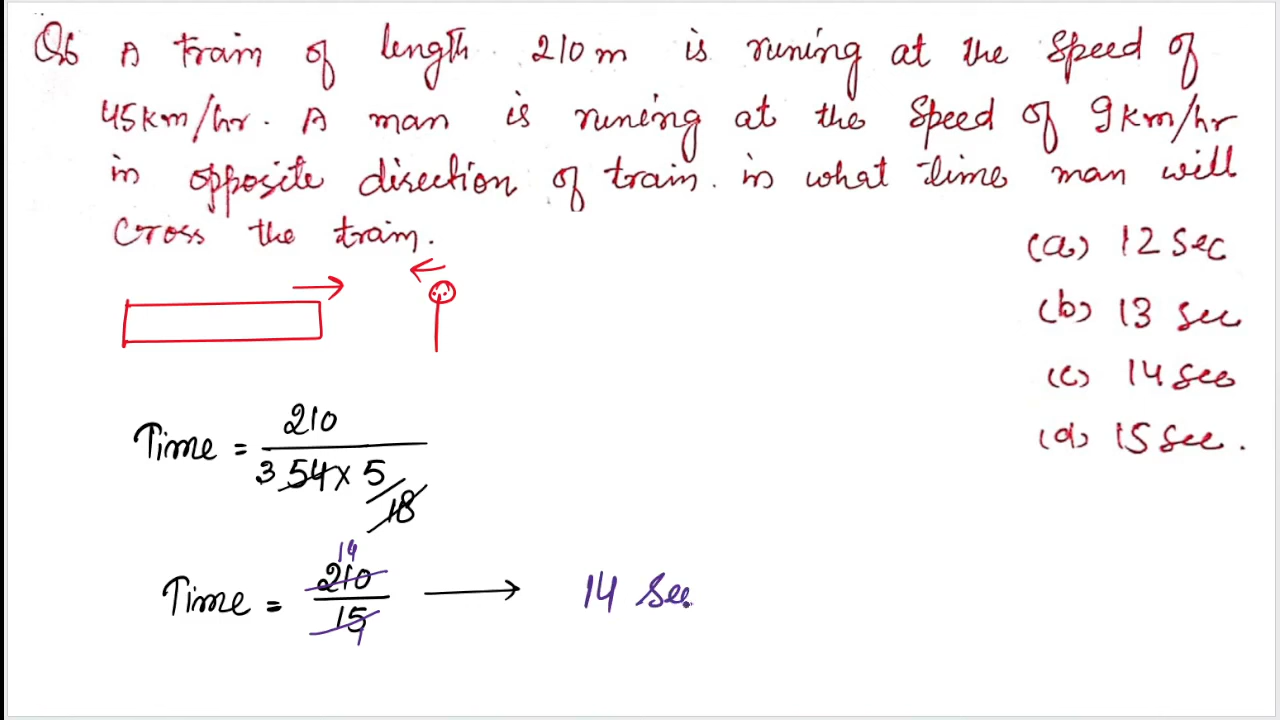 Q6 A train of length 210 m is runing at the speed of
45km/hr. A man is runing at the speed of 9km/hr
in opposite direction of train. in what time man will
cross the train.
(a) 12 Sec
(b) 13 Sec
(c) 14 Sec
(d) 15 Sec.
Time = 210
3 54 x 5/18
14
Time = 210/15 → 14 Sec.
1